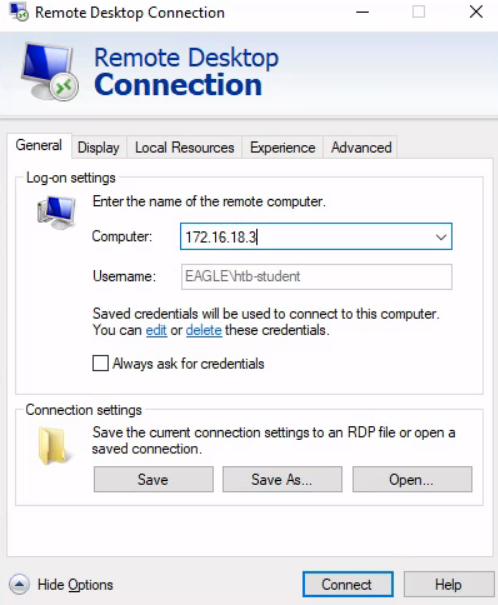 Remote Desktop Connection
Remote Desktop
Connection
General Display Local Resources Experience Advanced
Log-on settings
Enter the name of the remote computer.
Computer: 172.16.18.3
Username: EAGLE\htb-student
Saved credentials will be used to connect to this computer.
You can edit or delete these credentials.
Always ask for credentials
Connection settings
Save the current connection settings to an RDP file or open a
saved connection.
Save Save As... Open...
Hide Options Connect Help